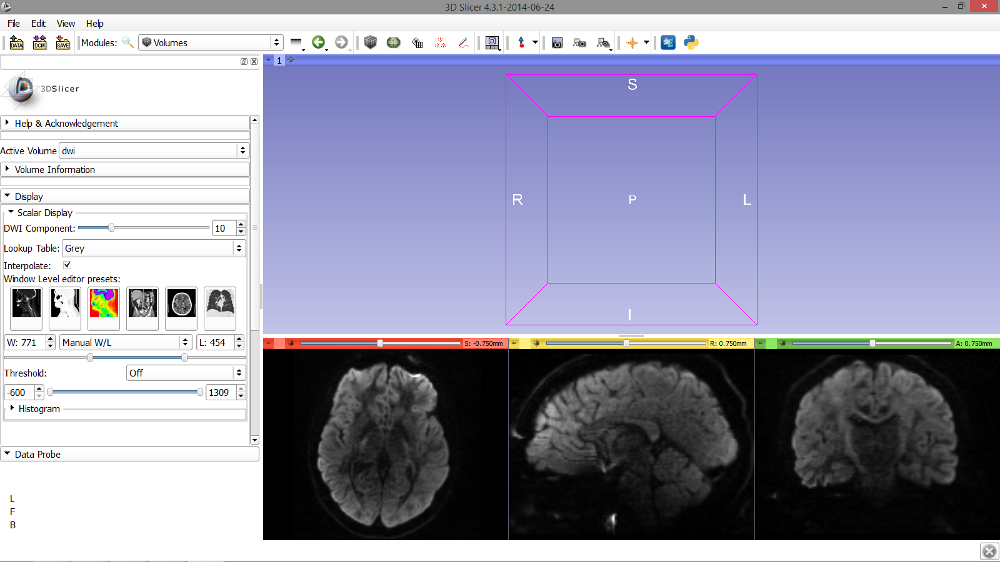 3D Slicer 4.3.1-2014-06-24
File Edit View Help
DATA DCM SAVE Modules: Volumes
1
3DSlicer
Help & Acknowledgement
Active Volume dwi
Volume Information
Display
Scalar Display
DWI Component: 10
Lookup Table: Grey
Interpolate:
Window Level editor presets:
W: 771 Manual W/L L: 454
Threshold: Off
-600 1309
Histogram
Data Probe
L
F
B
S
R P L
I
S: -0.750mm R: 0.750mm A: 0.750mm